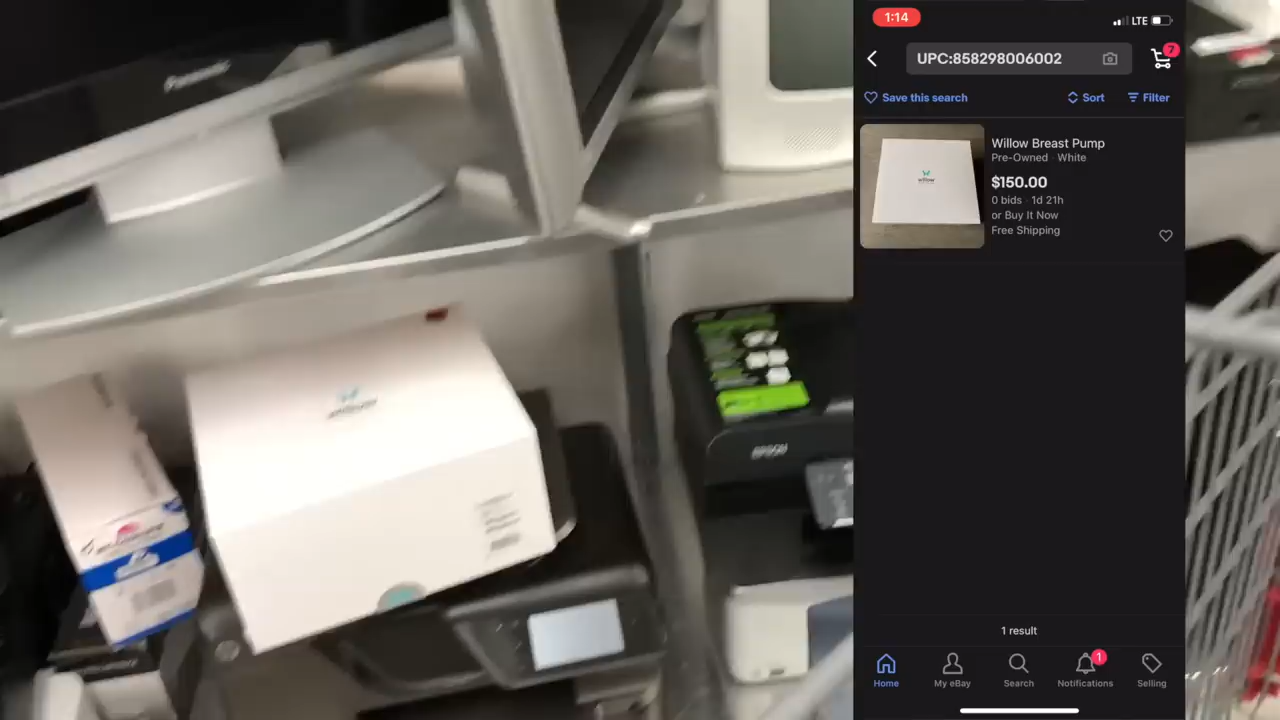 Panasonic
willow
EPSON
1:14
LTE
UPC:858298006002
7
Save this search
Sort
Filter
willow
Willow Breast Pump
Pre-Owned · White
$150.00
0 bids · 1d 21h
or Buy It Now
Free Shipping
1 result
1
Home
My eBay
Search
Notifications
Selling